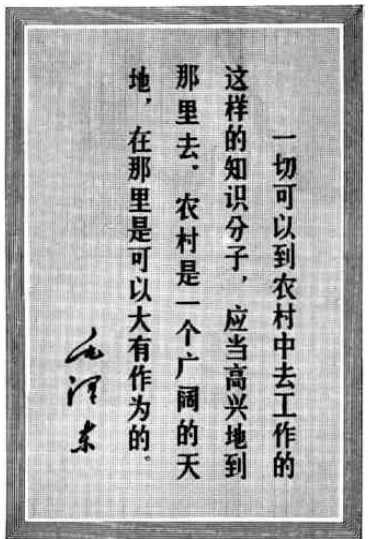 一切可以到农村中去工作的
这样的知识分子，应当高兴地到
那里去。农村是一个广阔的天
地，在那里是可以大有作为的。
毛泽东